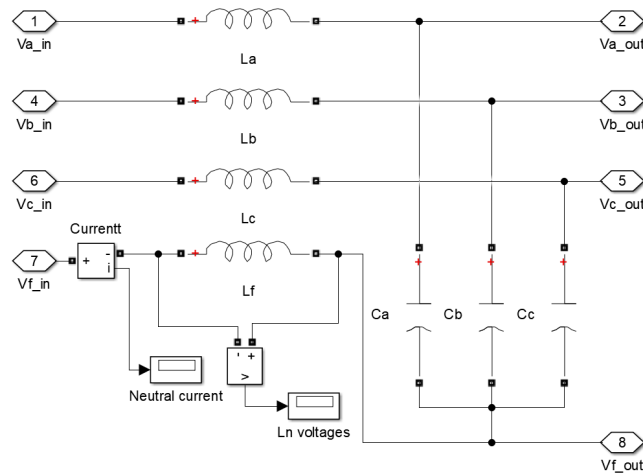 1
2
Va_in
La
Va_out
4
3
Vb_in
Lb
Vb_out
6
5
Vc_in
Lc
Vc_out
Currentt
7
+
-
i
Vf_in
Lf
Ca
Cb
Cc
- +
v
Neutral current
Ln voltages
8
Vf_out